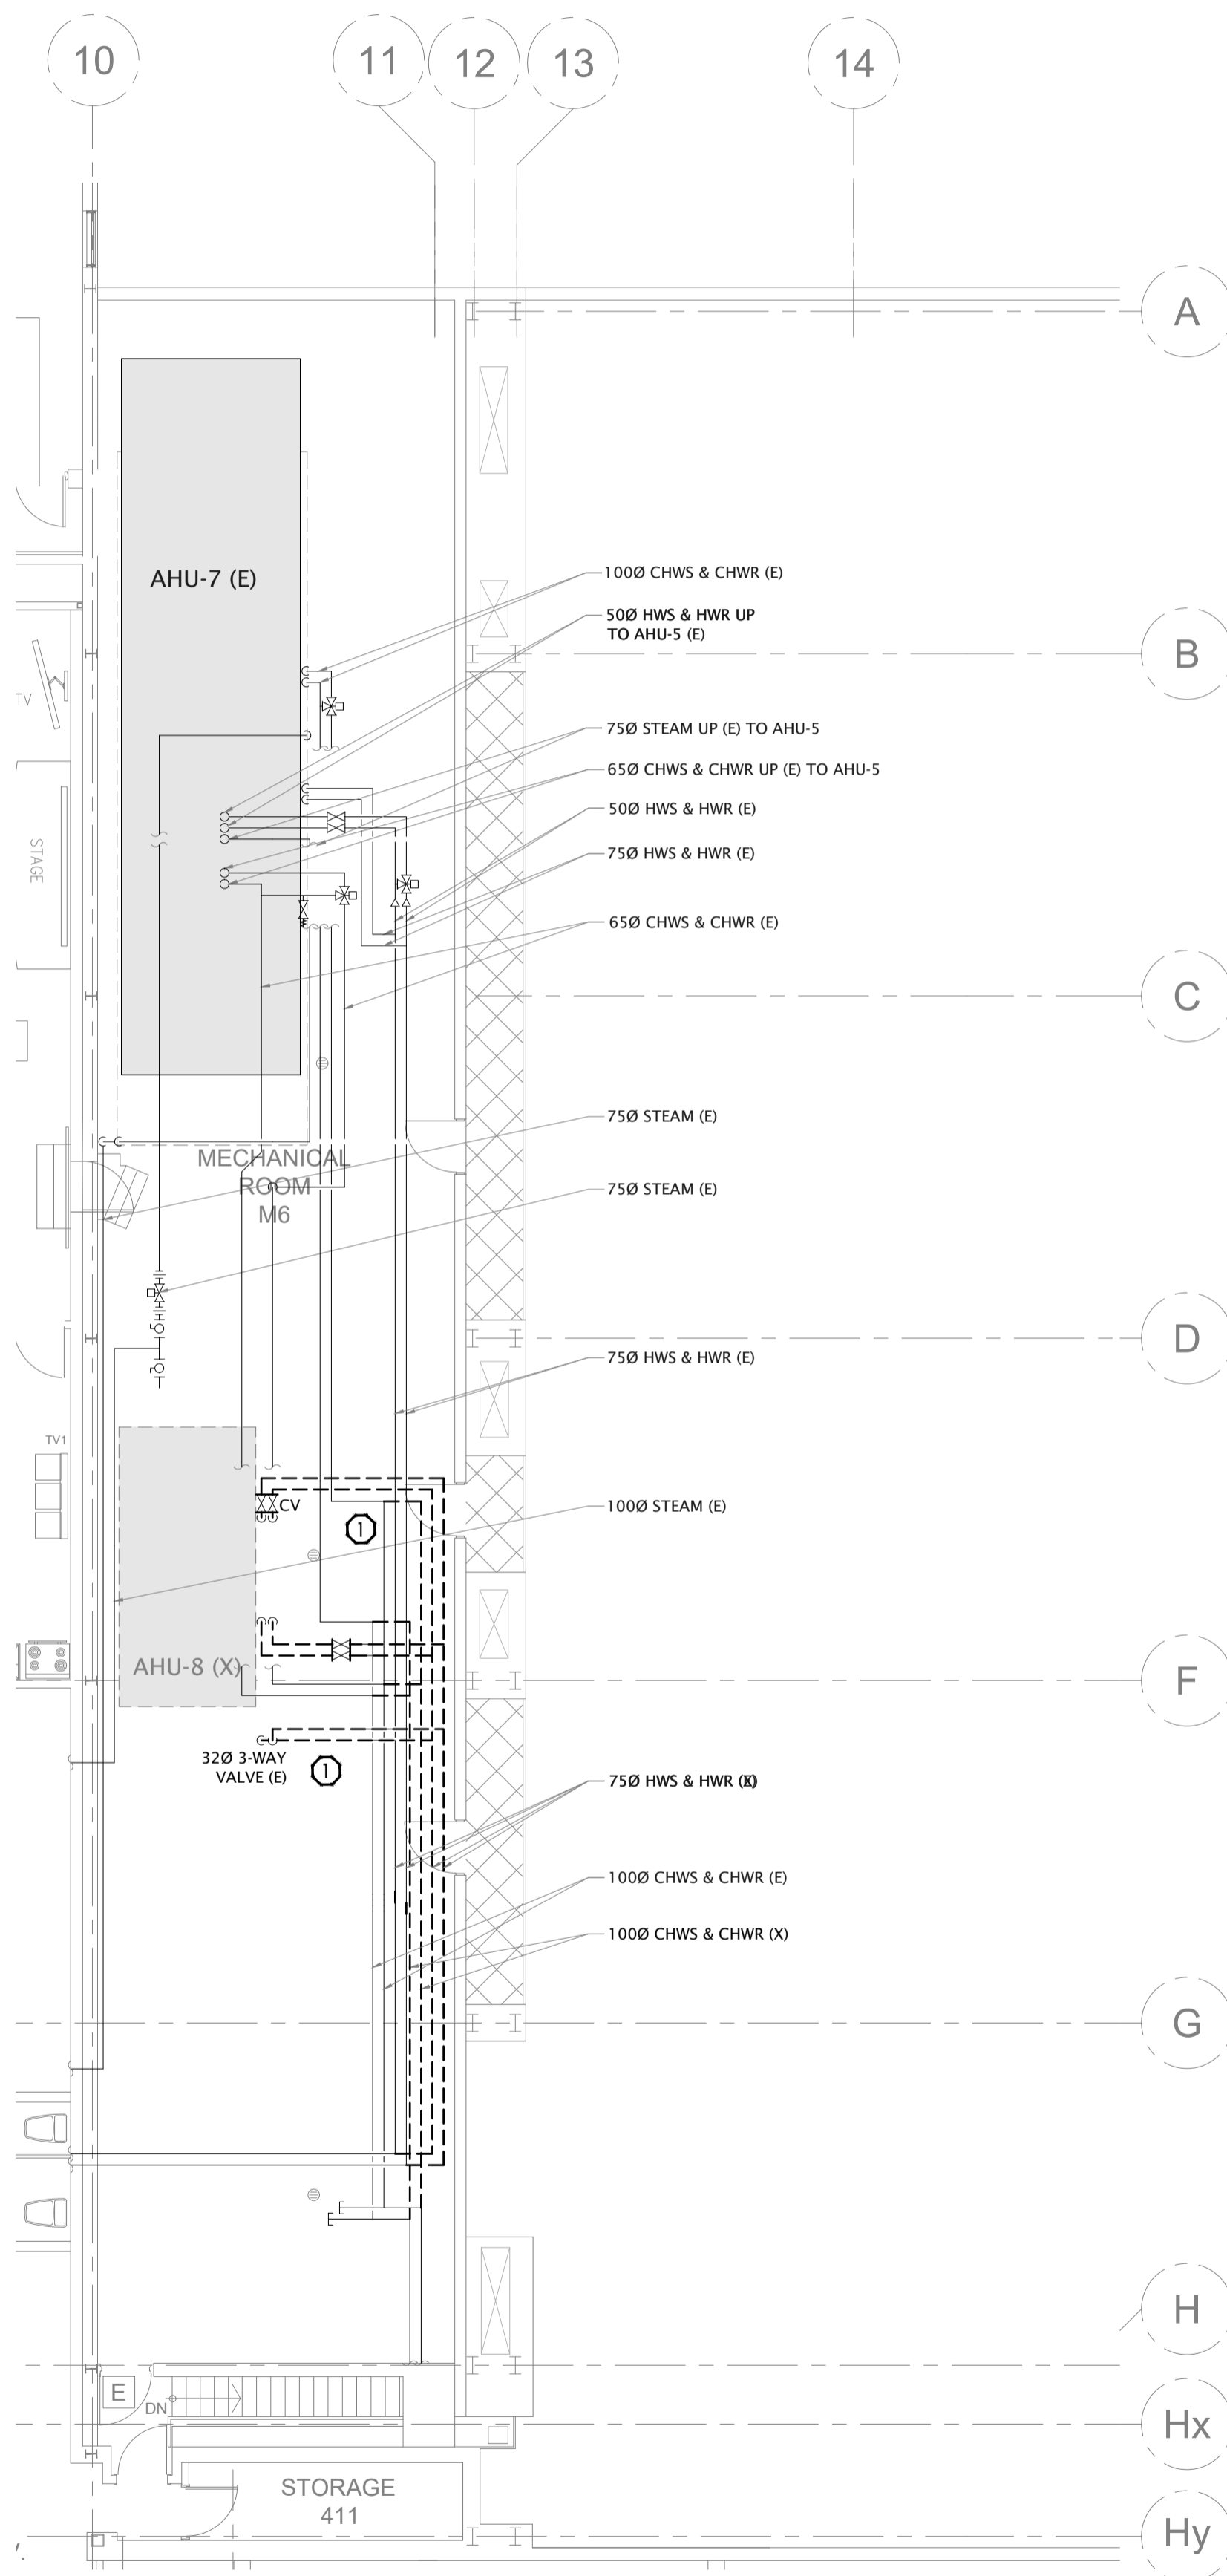 10
11
12
13
14
A
AHU-7 (E)
100Ø CHWS & CHWR (E)
50Ø HWS & HWR UP
TO AHU-5 (E)
B
TV
75Ø STEAM UP (E) TO AHU-5
65Ø CHWS & CHWR UP (E) TO AHU-5
50Ø HWS & HWR (E)
STAGE
75Ø HWS & HWR (E)
65Ø CHWS & CHWR (E)
C
75Ø STEAM (E)
MECHANICAL
ROOM
M6
75Ø STEAM (E)
D
75Ø HWS & HWR (E)
TV1
CV
100Ø STEAM (E)
1
AHU-8 (X)
F
32Ø 3-WAY
VALVE (E)
1
75Ø HWS & HWR
100Ø CHWS & CHWR (E)
100Ø CHWS & CHWR (X)
G
H
E
DN
Hx
STORAGE
411
Hy